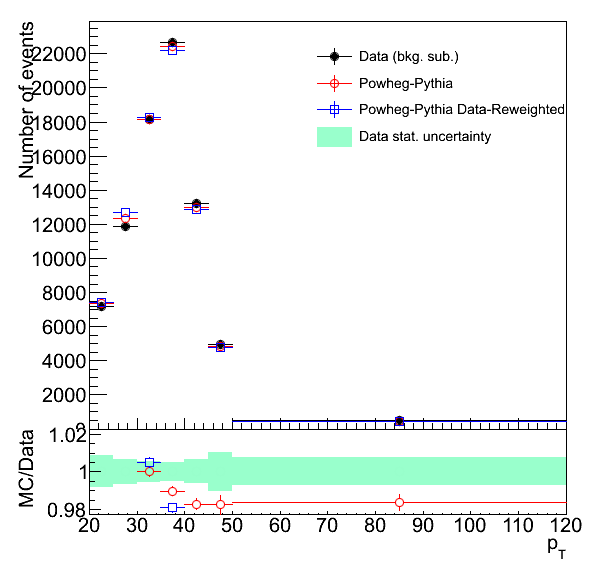 Number of events
22000
20000
18000
16000
14000
12000
10000
8000
6000
4000
2000
Data (bkg. sub.)
Powheg-Pythia
Powheg-Pythia Data-Reweighted
Data stat. uncertainty
MC/Data
1.02
1
0.98
20 30 40 50 60 70 80 90 100 110 120
pT